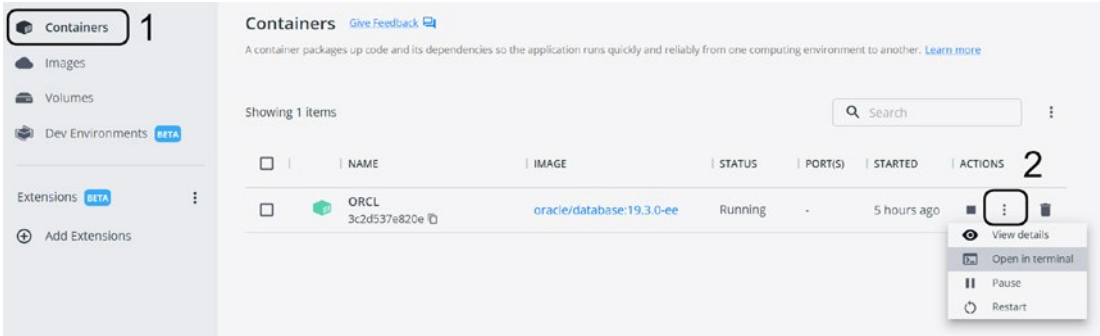 Containers 1
Images
Volumes
Dev Environments BETA
Extensions BETA
Add Extensions
Containers Give Feedback
A container packages up code and its dependencies so the application runs quickly and reliably from one computing environment to another. Learn more
Showing 1 items
Search
NAME IMAGE STATUS PORT(S) STARTED ACTIONS 2
ORCL oracle/database:19.3.0-ee Running - 5 hours ago
3c2d537e820e
View details
Open in terminal
Pause
Restart